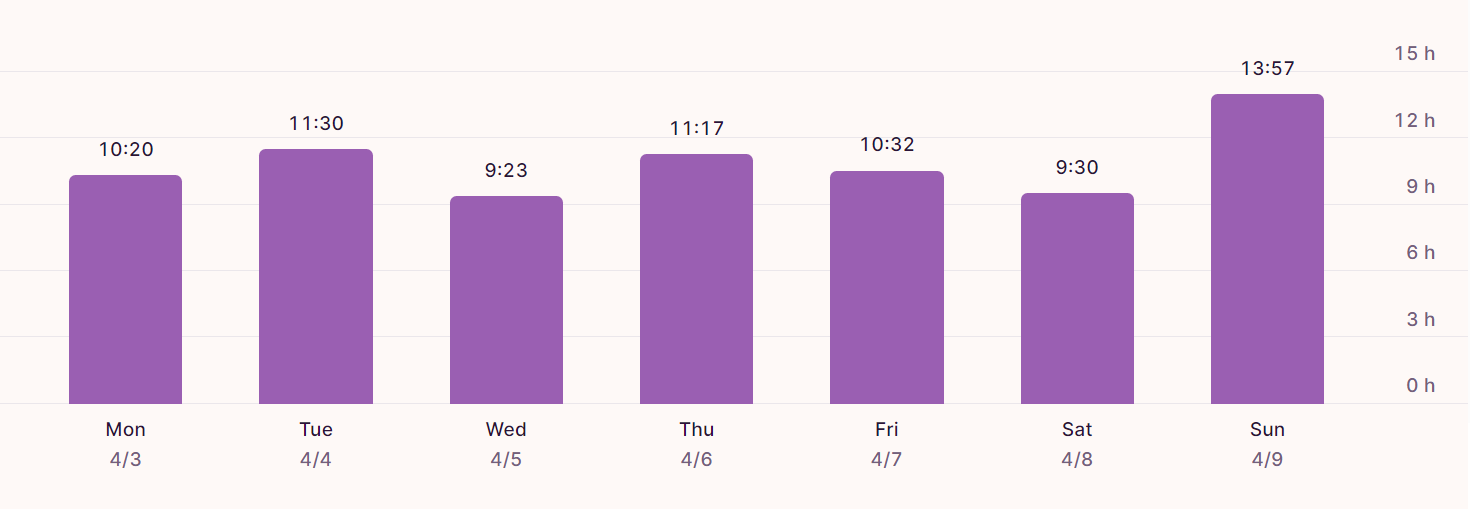 15 h
13:57
12 h
11:30
11:17
10:32
10:20
9:30
9:23
9 h
6 h
3 h
0 h
Mon Tue Wed Thu Fri Sat Sun
4/3 4/4 4/5 4/6 4/7 4/8 4/9